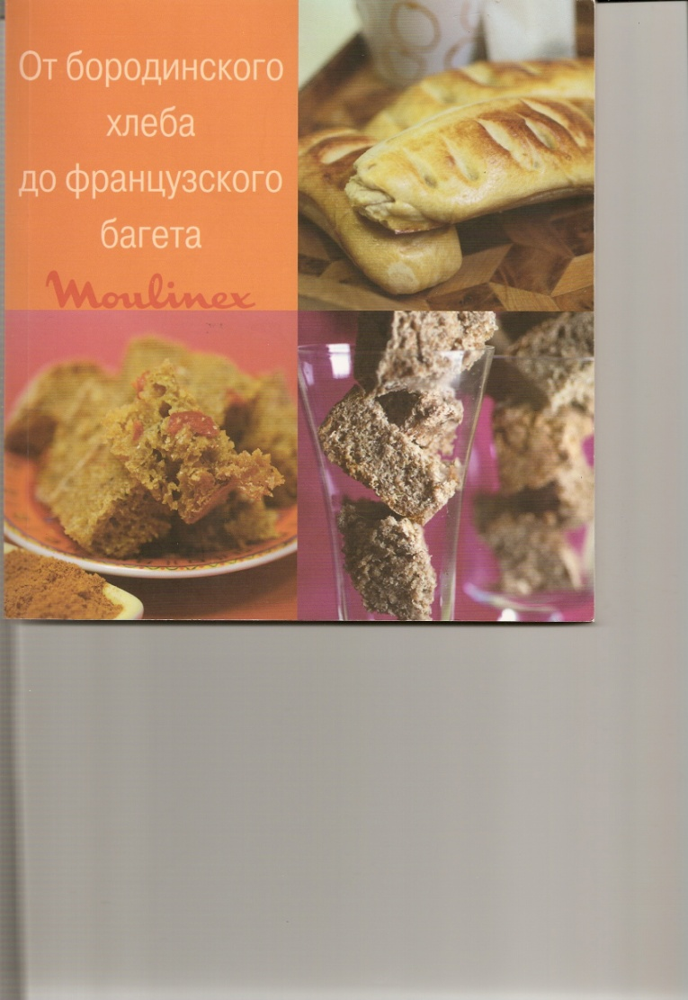 От бородинского
хлеба
до французского
багета
Moulinex